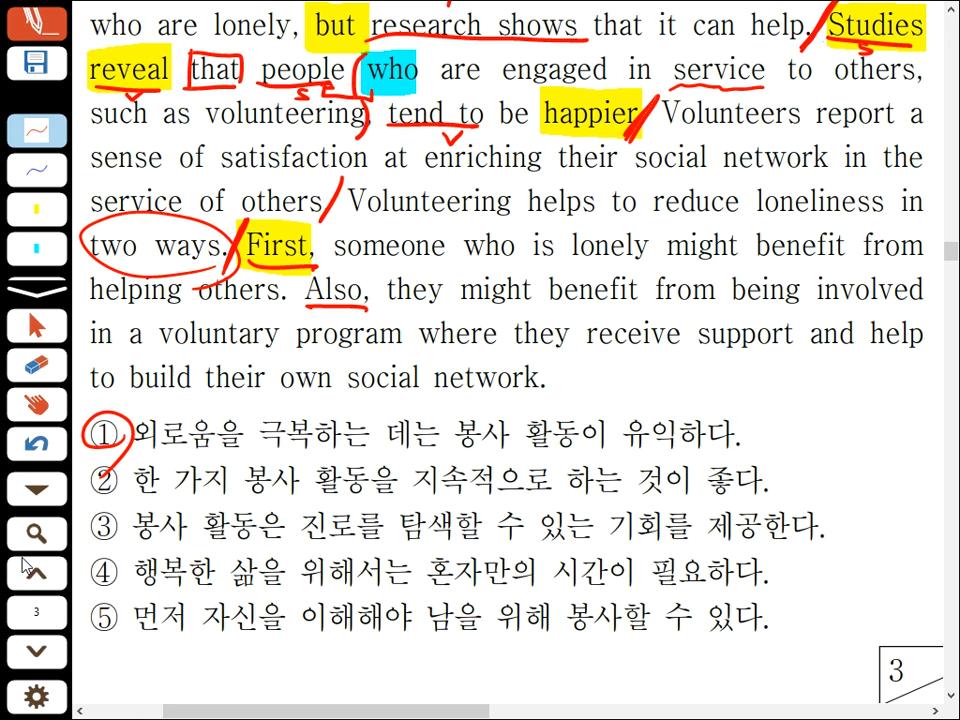 who are lonely, but research shows that it can help. Studies
reveal that people who are engaged in service to others,
such as volunteering, tend to be happier. Volunteers report a
sense of satisfaction at enriching their social network in the
service of others. Volunteering helps to reduce loneliness in
two ways. First, someone who is lonely might benefit from
helping others. Also, they might benefit from being involved
in a voluntary program where they receive support and help
to build their own social network.
① 외로움을 극복하는 데는 봉사 활동이 유익하다.
② 한 가지 봉사 활동을 지속적으로 하는 것이 좋다.
③ 봉사 활동은 진로를 탐색할 수 있는 기회를 제공한다.
④ 행복한 삶을 위해서는 혼자만의 시간이 필요하다.
⑤ 먼저 자신을 이해해야 남을 위해 봉사할 수 있다.
3
3
S
V
S
V